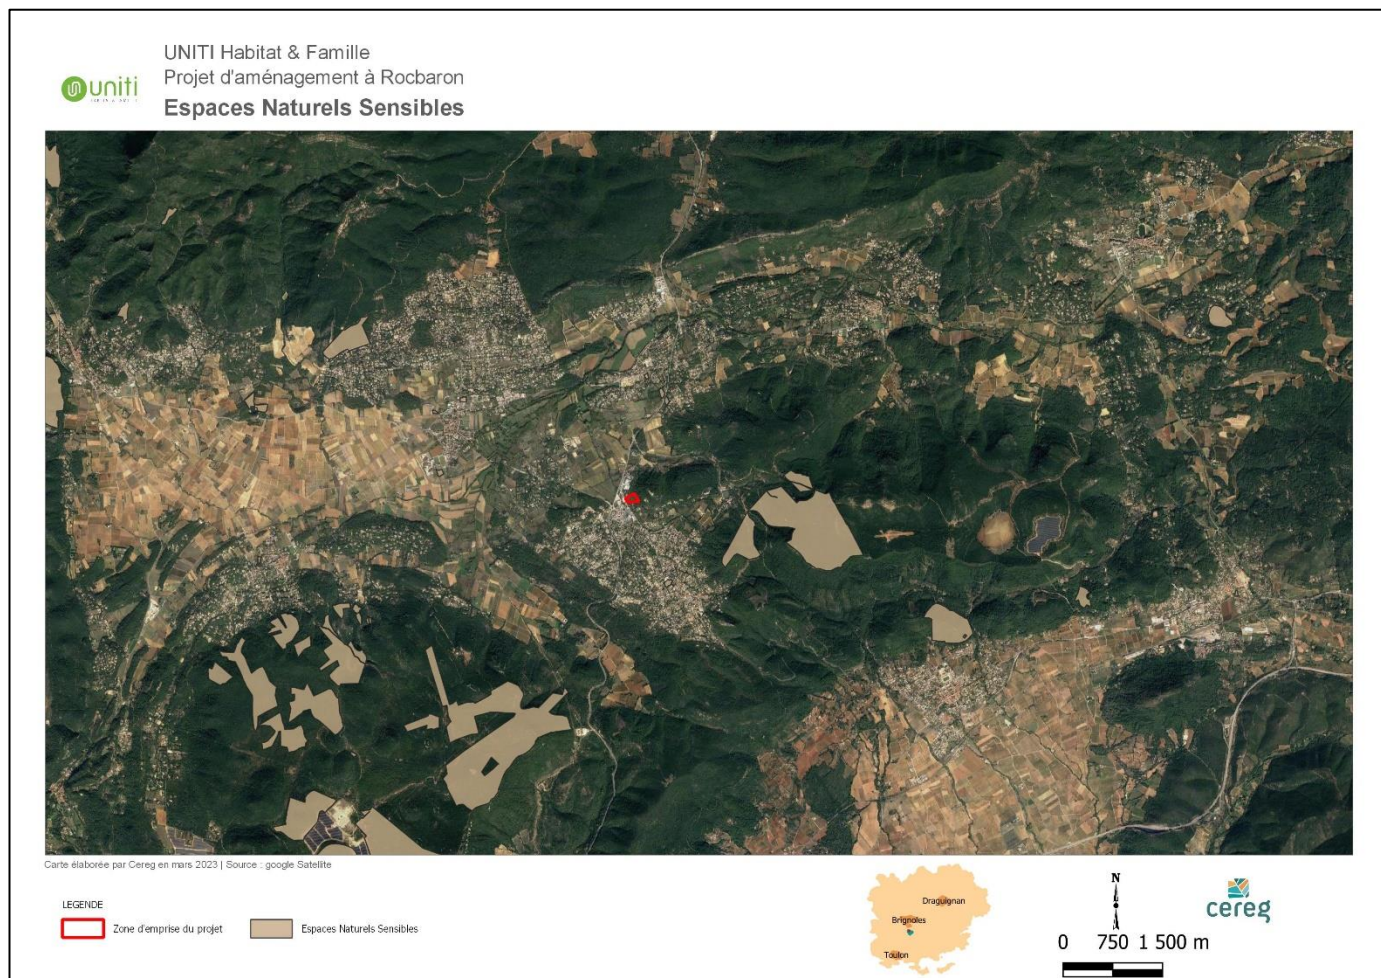 UNITI Habitat & Famille
Projet d'aménagement à Rocbaron
uniti
Espaces Naturels Sensibles
Carte élaborée par Cereg en mars 2023 | Source : google Satellite
LEGENDE
Zone d'emprise du projet
Espaces Naturels Sensibles
Draguignan
Brignoles
Toulon
N
cereg
0 750 1 500 m